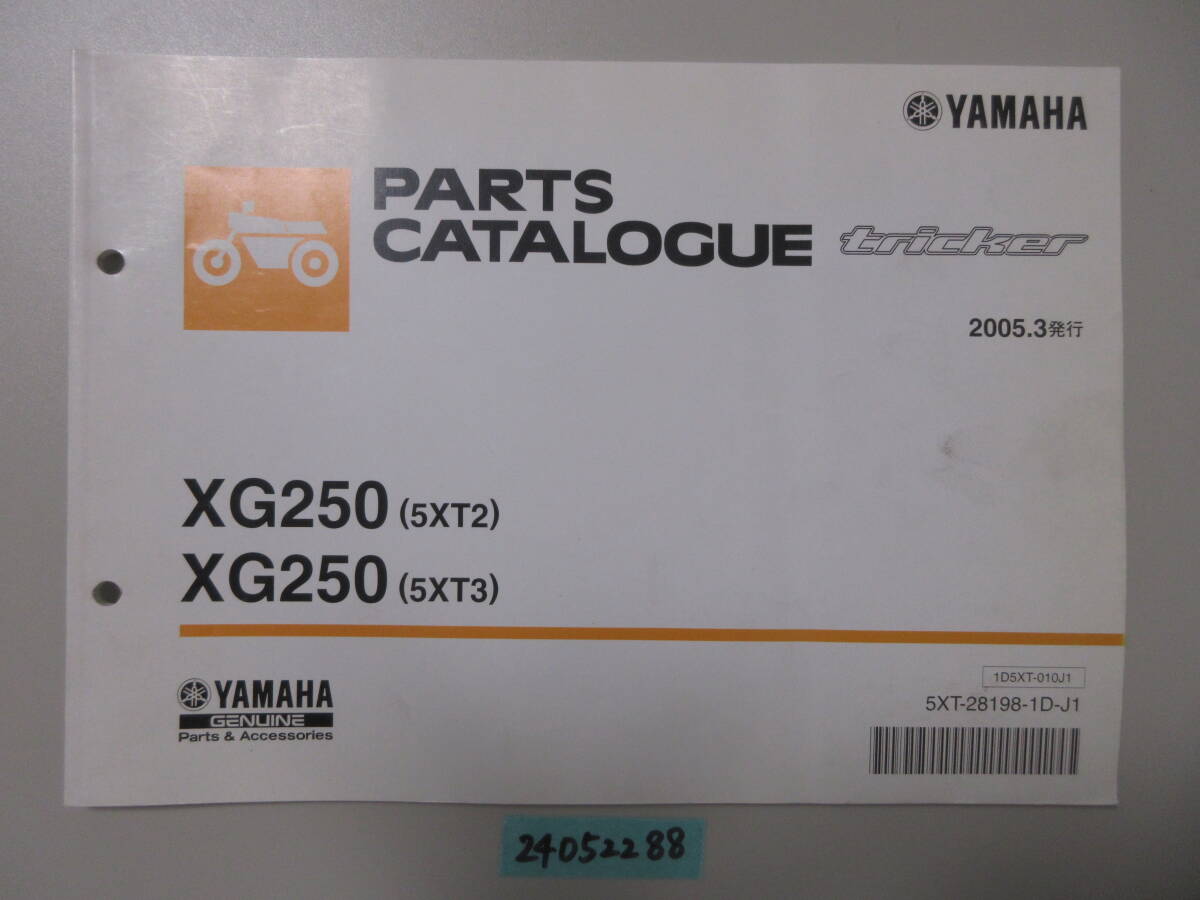 YAMAHA
PARTS
CATALOGUE
tricker
2005.3発行
XG250 (5XT2)
XG250 (5XT3)
YAMAHA
GENUINE
Parts & Accessories
1D5XT-010J1
5XT-28198-1D-J1
24052288